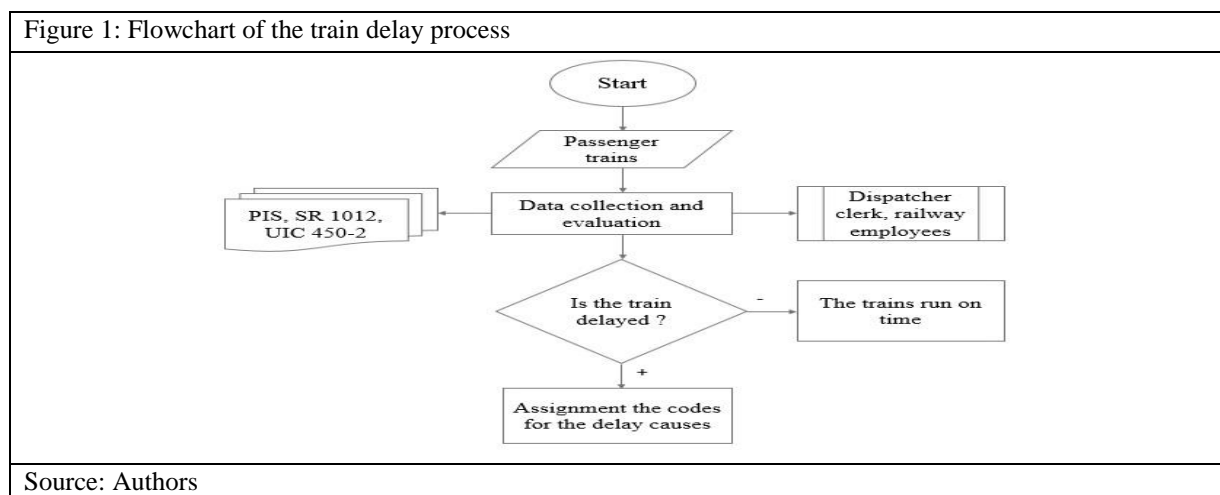 Figure 1: Flowchart of the train delay process
Start
Passenger
trains
PIS, SR 1012,
UIC 450-2
Data collection and
evaluation
Dispatcher
clerk, railway
employees
Is the train
delayed ?
-
The trains run on
time
+
Assignment the codes
for the delay causes
Source: Authors